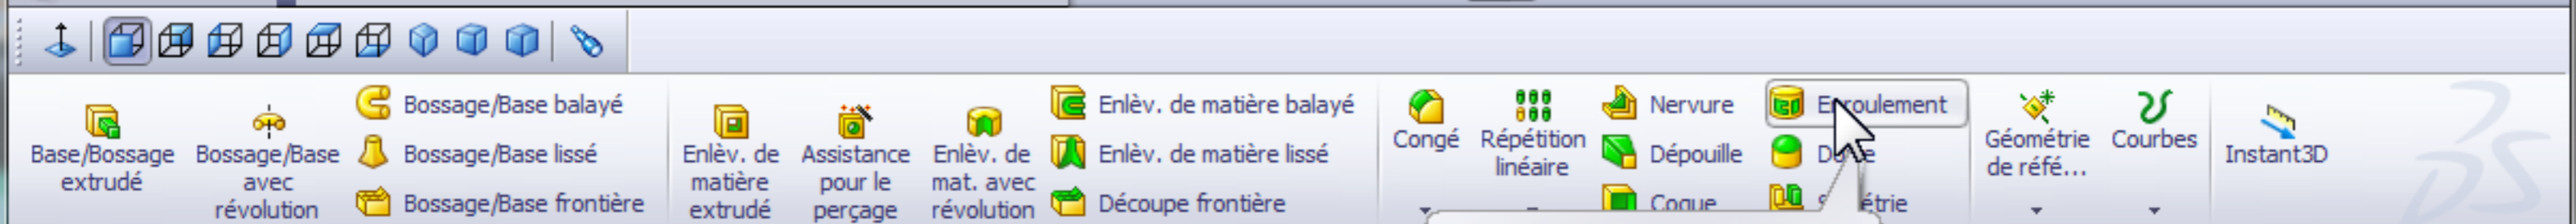 Base/Bossage
extrudé
Bossage/Base
avec
révolution
Bossage/Base balayé
Bossage/Base lissé
Bossage/Base frontière
Enlèv. de
matière
extrudé
Assistance
pour le
perçage
Enlèv. de
mat. avec
révolution
Enlèv. de matière balayé
Enlèv. de matière lissé
Découpe frontière
Congé
Répétition
linéaire
Nervure
Dépouille
Coque
Géométrie
de réfé...
Courbes
Instant3D